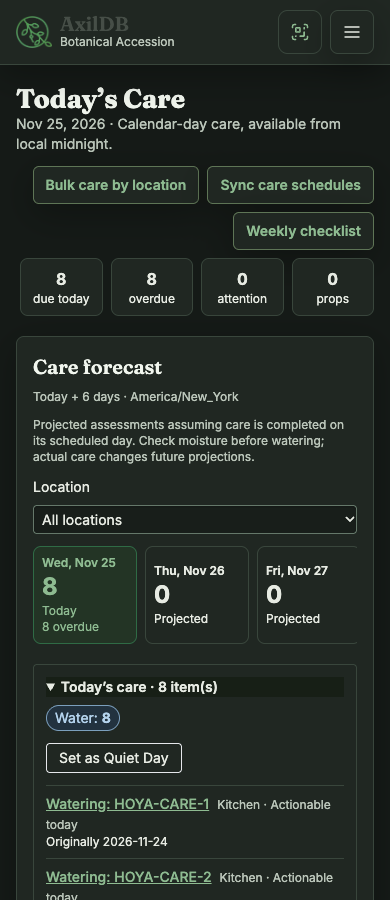 AxilDB
Botanical Accession
Today's Care
Nov 25, 2026 · Calendar-day care, available from
local midnight.
Bulk care by location
Sync care schedules
Weekly checklist
8
due today
8
overdue
0
attention
0
props
Care forecast
Today + 6 days · America/New_York
Projected assessments assuming care is completed on
its scheduled day. Check moisture before watering;
actual care changes future projections.
Location
All locations
Wed, Nov 25
8
Today
8 overdue
Thu, Nov 26
0
Projected
Fri, Nov 27
0
Projected
▼ Today's care · 8 item(s)
Water: 8
Set as Quiet Day
Watering: HOYA-CARE-1 Kitchen · Actionable
today
Originally 2026-11-24
Watering: HOYA-CARE-2 Kitchen · Actionable
today